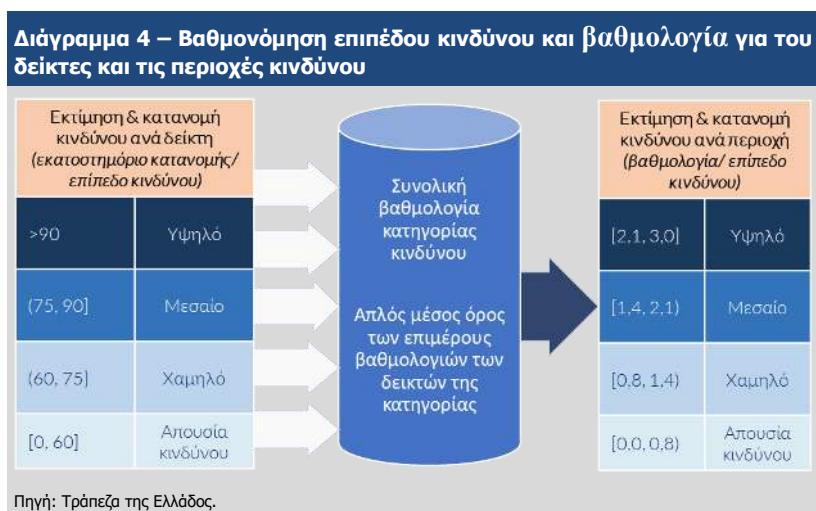 Διάγραμμα 4 – Βαθμονόμηση επιπέδου κινδύνου και βαθμολογία για του
δείκτες και τις περιοχές κινδύνου
Εκτίμηση & κατανομή
κινδύνου ανά δείκτη
(εκατοστημόριο κατανομής/
επίπεδο κινδύνου)
>90 Υψηλό
(75, 90] Μεσαίο
(60, 75] Χαμηλό
[0, 60] Απουσία
κινδύνου
Συνολική
βαθμολογία
κατηγορίας
κινδύνου
Απλός μέσος όρος
των επιμέρους
βαθμολογιών των
δεικτών της
κατηγορίας
Εκτίμηση & κατανομή
κινδύνου ανά περιοχή
(βαθμολογία/ επίπεδο
κινδύνου)
[2,1, 3,0] Υψηλό
[1,4, 2,1) Μεσαίο
[0,8, 1,4) Χαμηλό
[0,0, 0,8) Απουσία
κινδύνου
Πηγή: Τράπεζα της Ελλάδος.